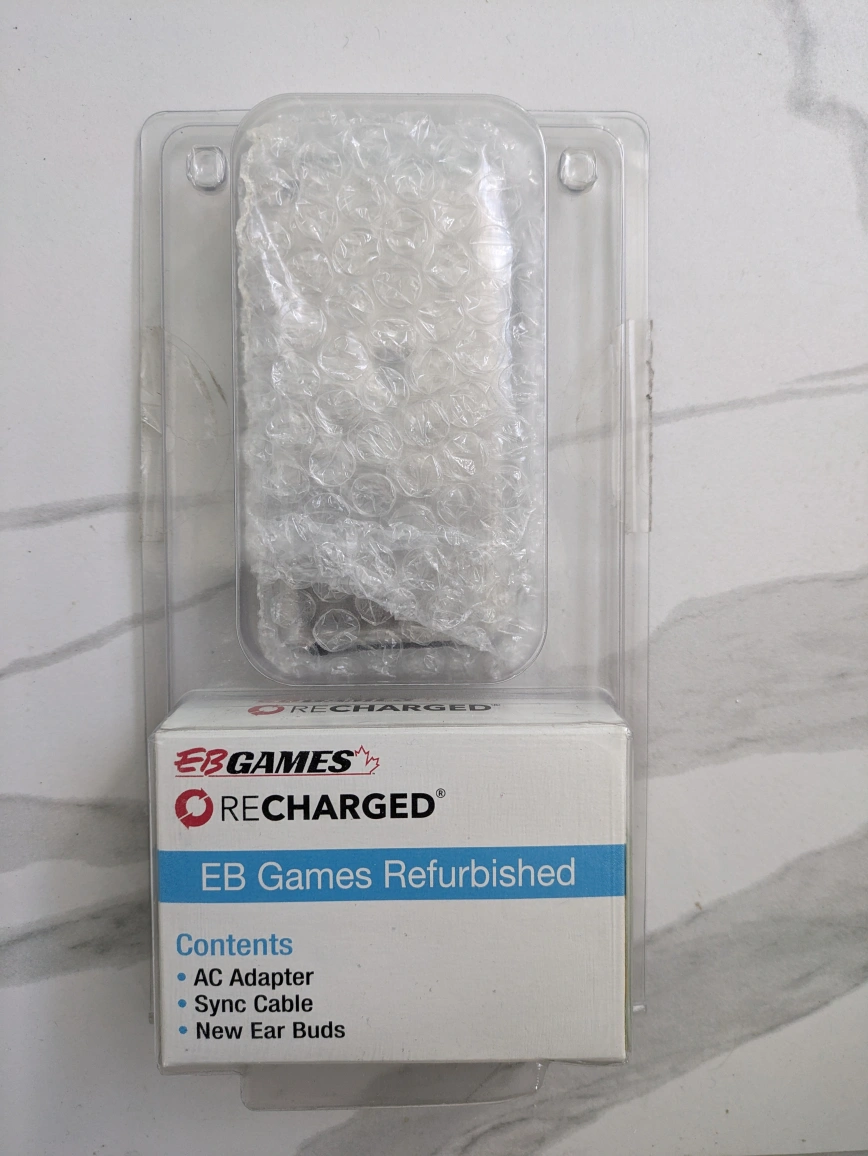 RECHARGED®
EBGAMES
RECHARGED®
EB Games Refurbished
Contents
• AC Adapter
• Sync Cable
• New Ear Buds